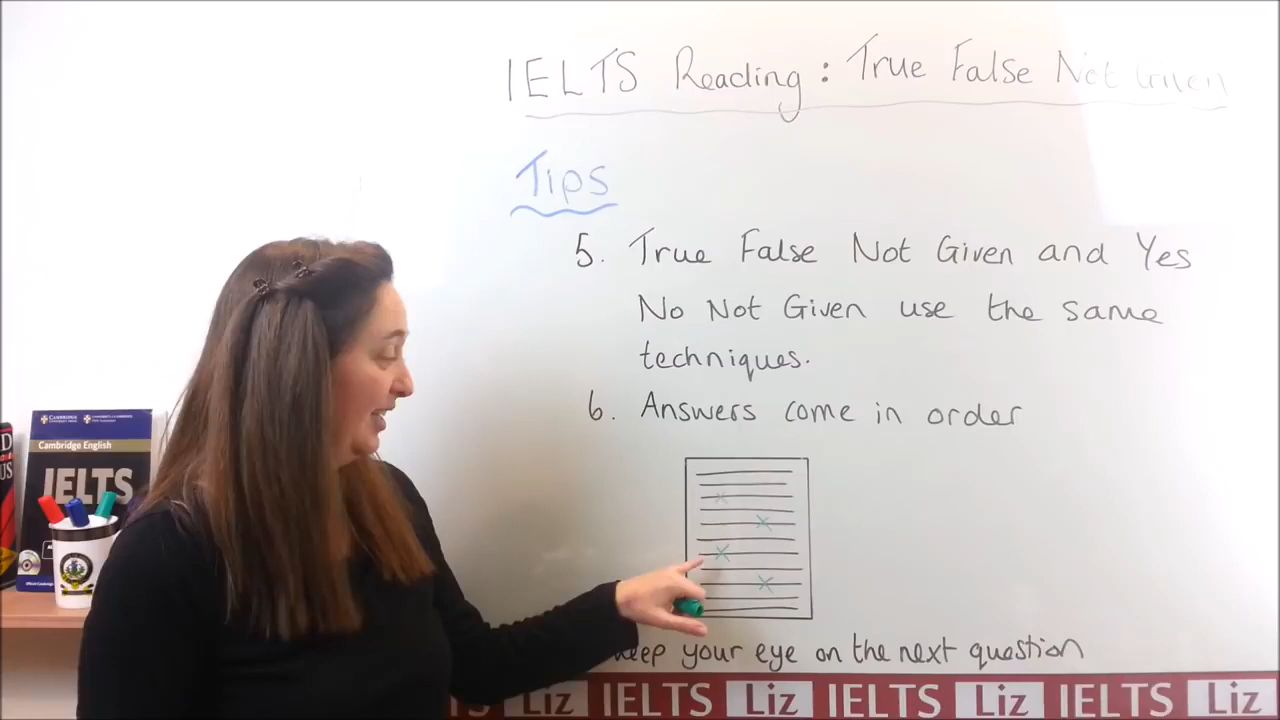 IELTS Reading : True False Not Given
Tips
5. True False Not Given and Yes
No Not Given use the same
techniques.
6. Answers come in order
keep your eye on the next question
IELTS Liz IELTS Liz IELTS Liz IELTS Liz
Cambridge English
IELTS